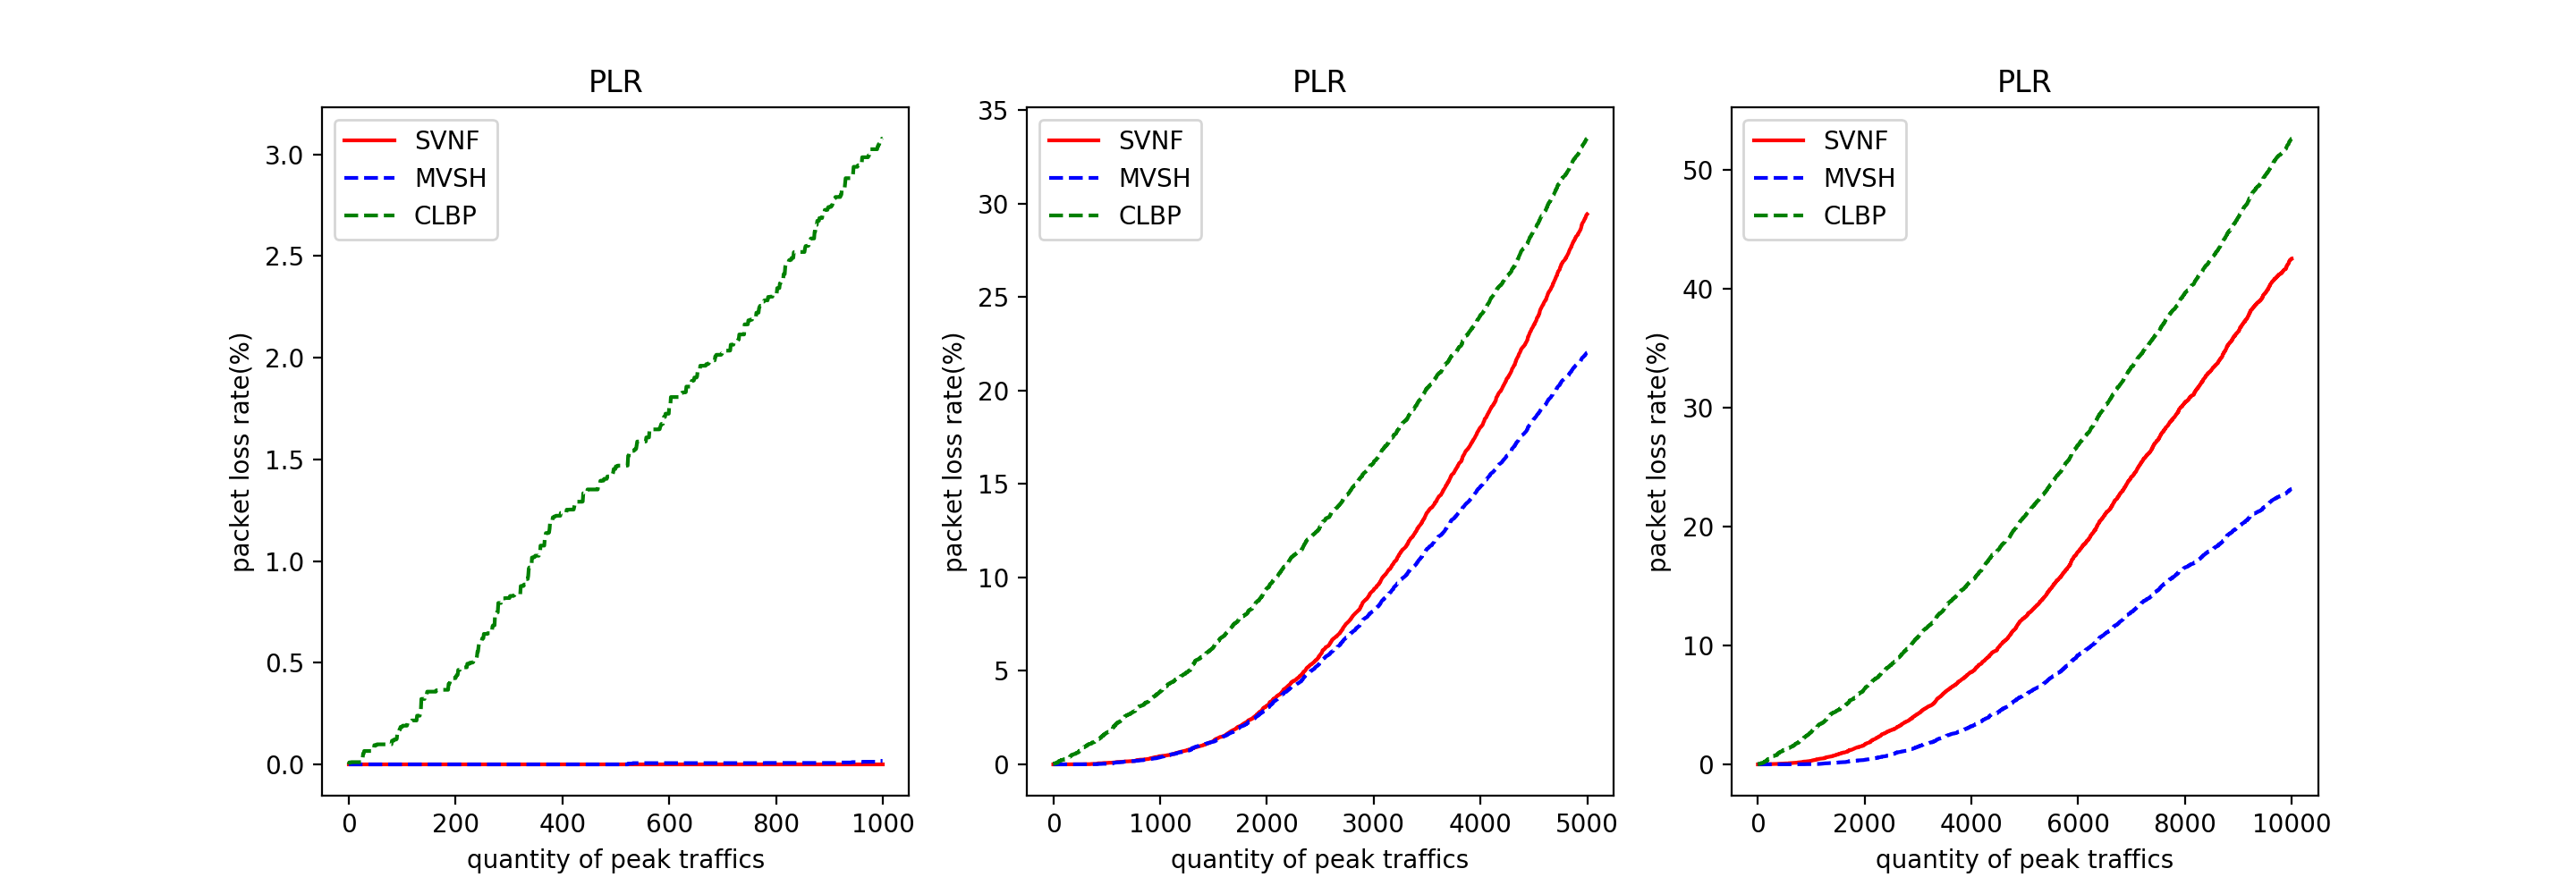 PLR
SVNF
MVSH
CLBP
3.0
2.5
2.0
1.5
1.0
0.5
0.0
packet loss rate(%)
0 200 400 600 800 1000
quantity of peak traffics
PLR
SVNF
MVSH
CLBP
35
30
25
20
15
10
5
0
packet loss rate(%)
0 1000 2000 3000 4000 5000
quantity of peak traffics
PLR
SVNF
MVSH
CLBP
50
40
30
20
10
0
packet loss rate(%)
0 2000 4000 6000 8000 10000
quantity of peak traffics